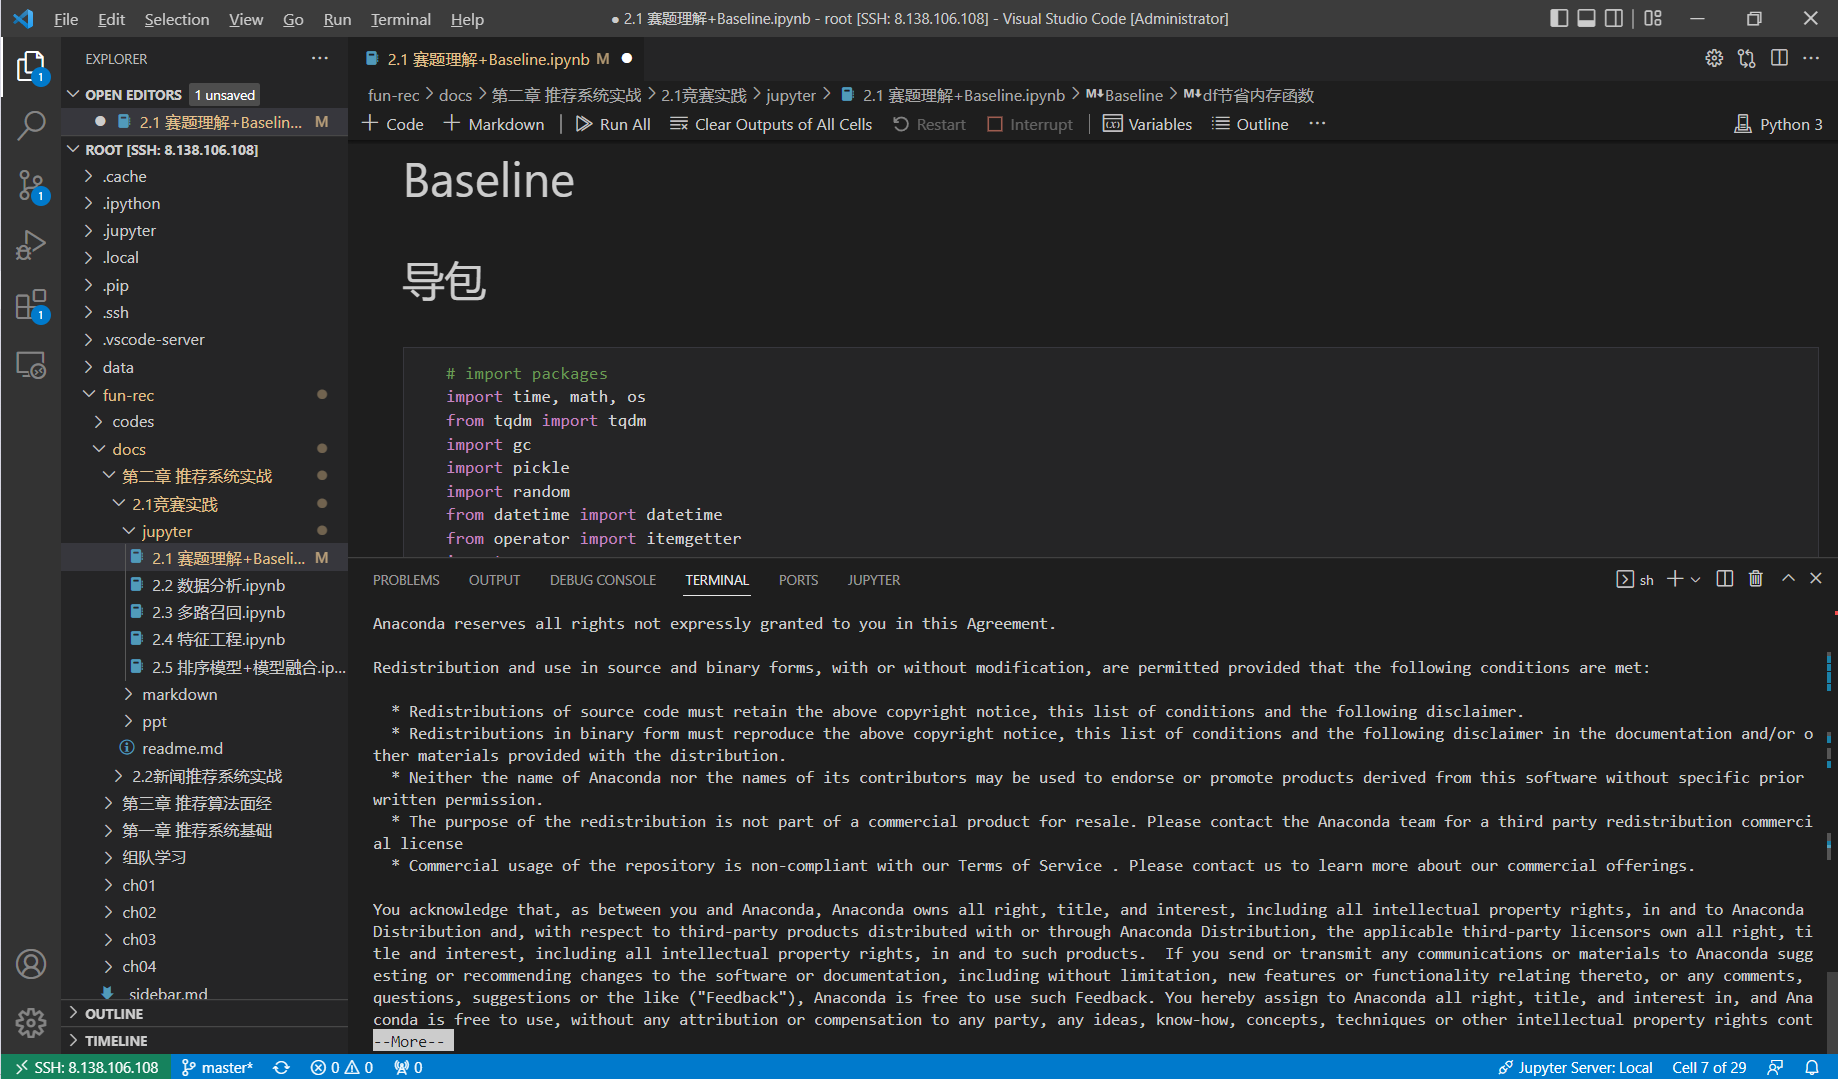 File Edit Selection View Go Run Terminal Help
● 2.1 赛题理解+Baseline.ipynb - root [SSH: 8.138.106.108] - Visual Studio Code [Administrator]
EXPLORER
OPEN EDITORS 1 unsaved
2.1 赛题理解+Baselin... M
ROOT [SSH: 8.138.106.108]
.cache
.ipython
.jupyter
.local
.pip
.ssh
.vscode-server
data
fun-rec
codes
docs
第二章 推荐系统实战
2.1竞赛实践
jupyter
2.1 赛题理解+Baseli... M
2.2 数据分析.ipynb
2.3 多路召回.ipynb
2.4 特征工程.ipynb
2.5 排序模型+模型融合.ip...
markdown
ppt
readme.md
2.2新闻推荐系统实战
第三章 推荐算法面经
第一章 推荐系统基础
组队学习
ch01
ch02
ch03
ch04
_sidebar.md
OUTLINE
TIMELINE
1
1
1
2.1 赛题理解+Baseline.ipynb M
fun-rec > docs > 第二章 推荐系统实战 > 2.1竞赛实践 > jupyter > 2.1 赛题理解+Baseline.ipynb > M↓Baseline > M↓df节省内存函数
+ Code + Markdown | Run All Clear Outputs of All Cells Restart Interrupt | Variables Outline ··· Python 3
Baseline
导包
# import packages
import time, math, os
from tqdm import tqdm
import gc
import pickle
import random
from datetime import datetime
from operator import itemgetter
PROBLEMS OUTPUT DEBUG CONSOLE TERMINAL PORTS JUPYTER
sh
Anaconda reserves all rights not expressly granted to you in this Agreement.
Redistribution and use in source and binary forms, with or without modification, are permitted provided that the following conditions are met:
* Redistributions of source code must retain the above copyright notice, this list of conditions and the following disclaimer.
* Redistributions in binary form must reproduce the above copyright notice, this list of conditions and the following disclaimer in the documentation and/or o
ther materials provided with the distribution.
* Neither the name of Anaconda nor the names of its contributors may be used to endorse or promote products derived from this software without specific prior
written permission.
* The purpose of the redistribution is not part of a commercial product for resale. Please contact the Anaconda team for a third party redistribution commerci
al license
* Commercial usage of the repository is non-compliant with our Terms of Service . Please contact us to learn more about our commercial offerings.
You acknowledge that, as between you and Anaconda, Anaconda owns all right, title, and interest, including all intellectual property rights, in and to Anaconda
Distribution and, with respect to third-party products distributed with or through Anaconda Distribution, the applicable third-party licensors own all right, ti
tle and interest, including all intellectual property rights, in and to such products.  If you send or transmit any communications or materials to Anaconda sugg
esting or recommending changes to the software or documentation, including without limitation, new features or functionality relating thereto, or any comments,
questions, suggestions or the like ("Feedback"), Anaconda is free to use such Feedback. You hereby assign to Anaconda all right, title, and interest in, and Ana
conda is free to use, without any attribution or compensation to any party, any ideas, know-how, concepts, techniques or other intellectual property rights cont
--More--
SSH: 8.138.106.108 master* 0 0 0 Jupyter Server: Local Cell 7 of 29